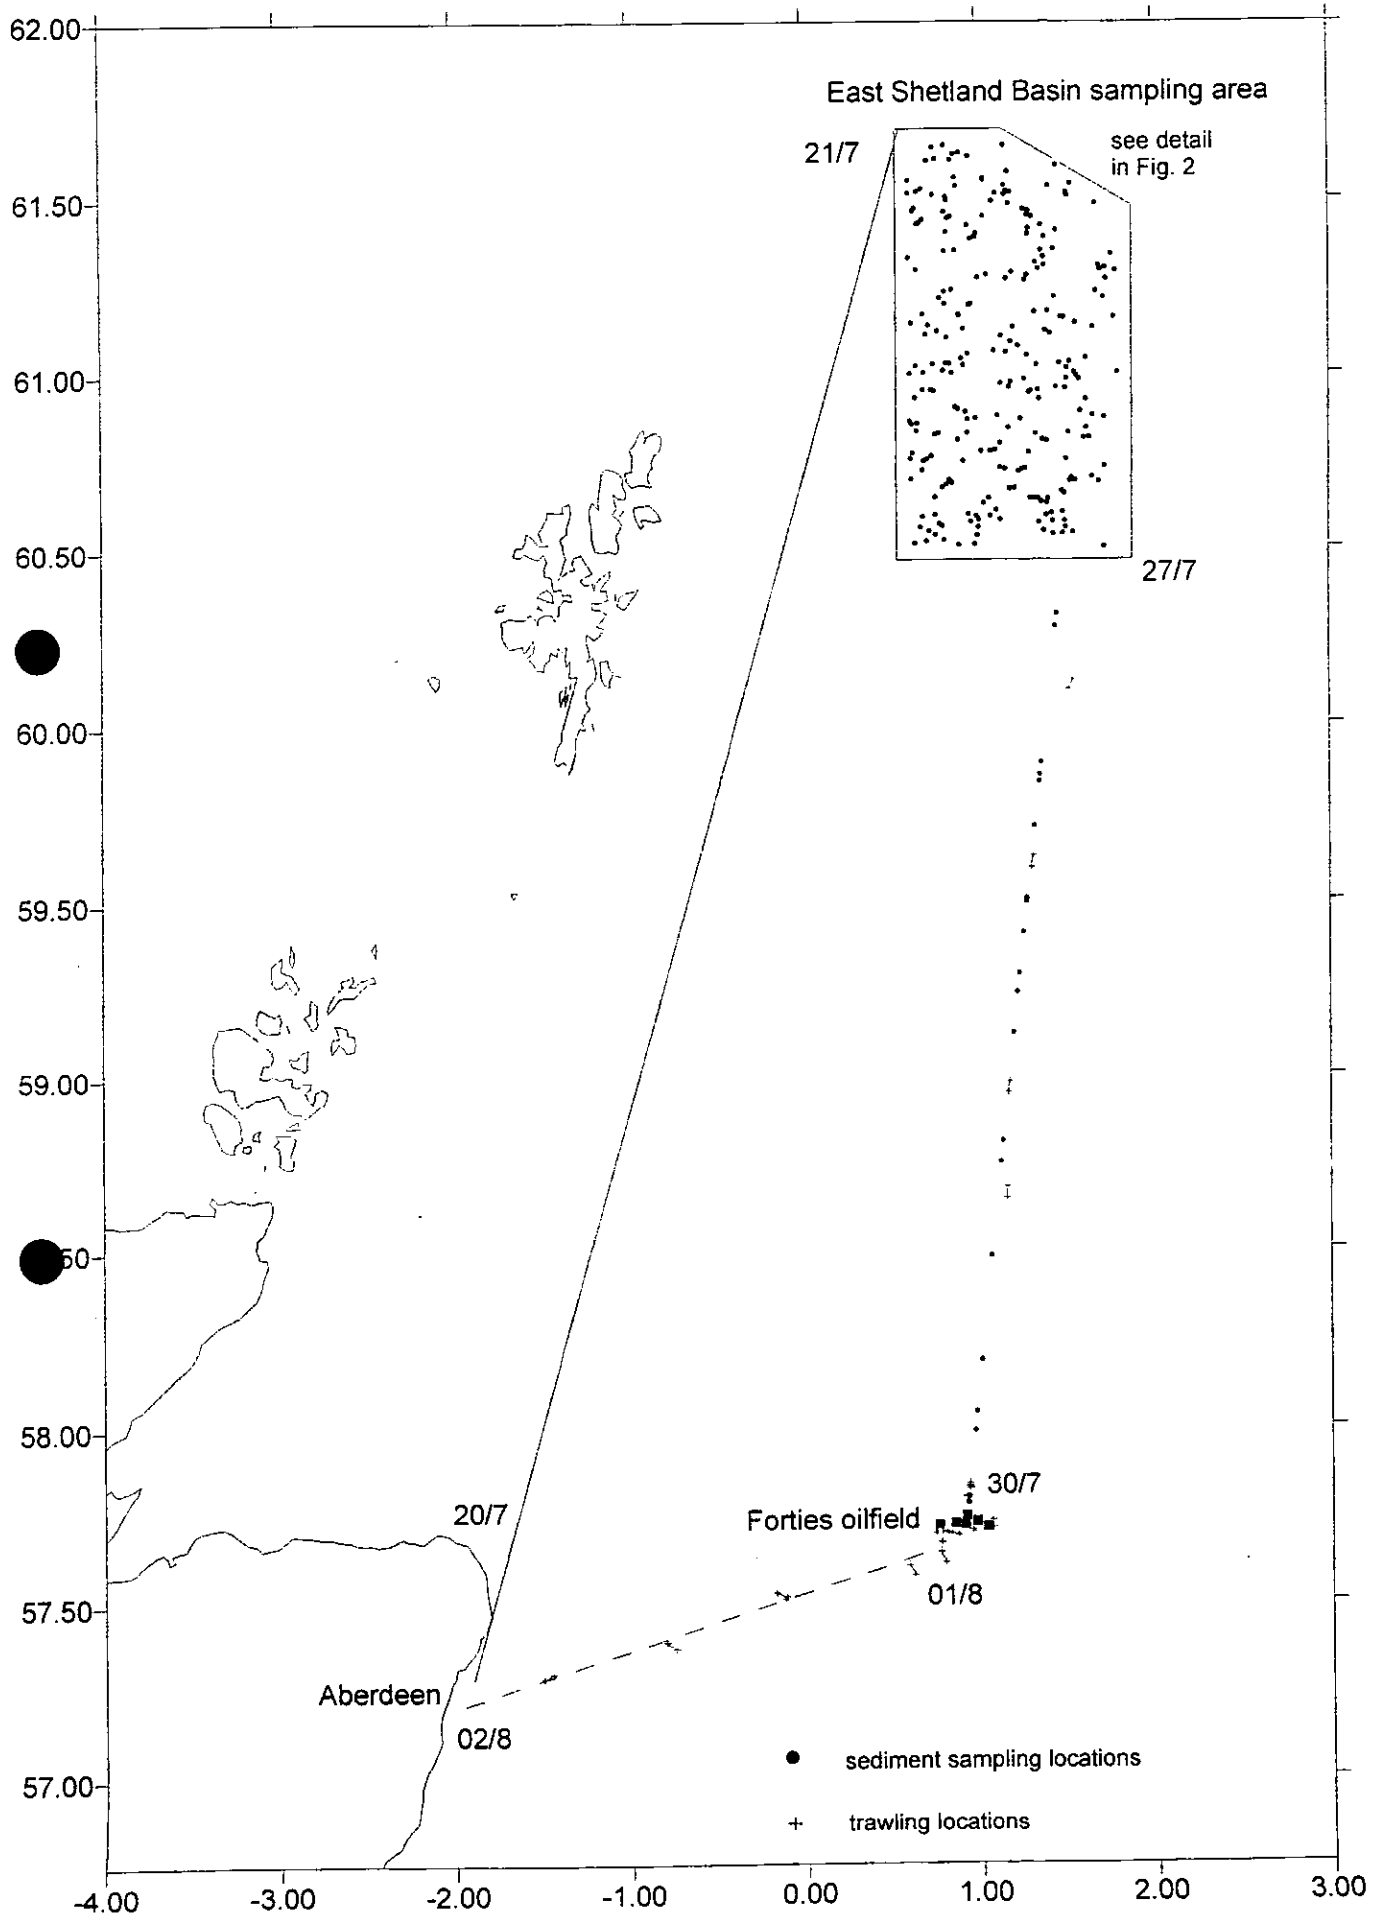 62.00
East Shetland Basin sampling area
21/7
see detail
in Fig. 2
61.50
61.00
60.50
27/7
60.00
59.50
59.00
50
58.00
30/7
20/7
Forties oilfield
01/8
57.50
Aberdeen
02/8
sediment sampling locations
57.00
trawling locations
-4.00 -3.00 -2.00 -1.00 0.00 1.00 2.00 3.00